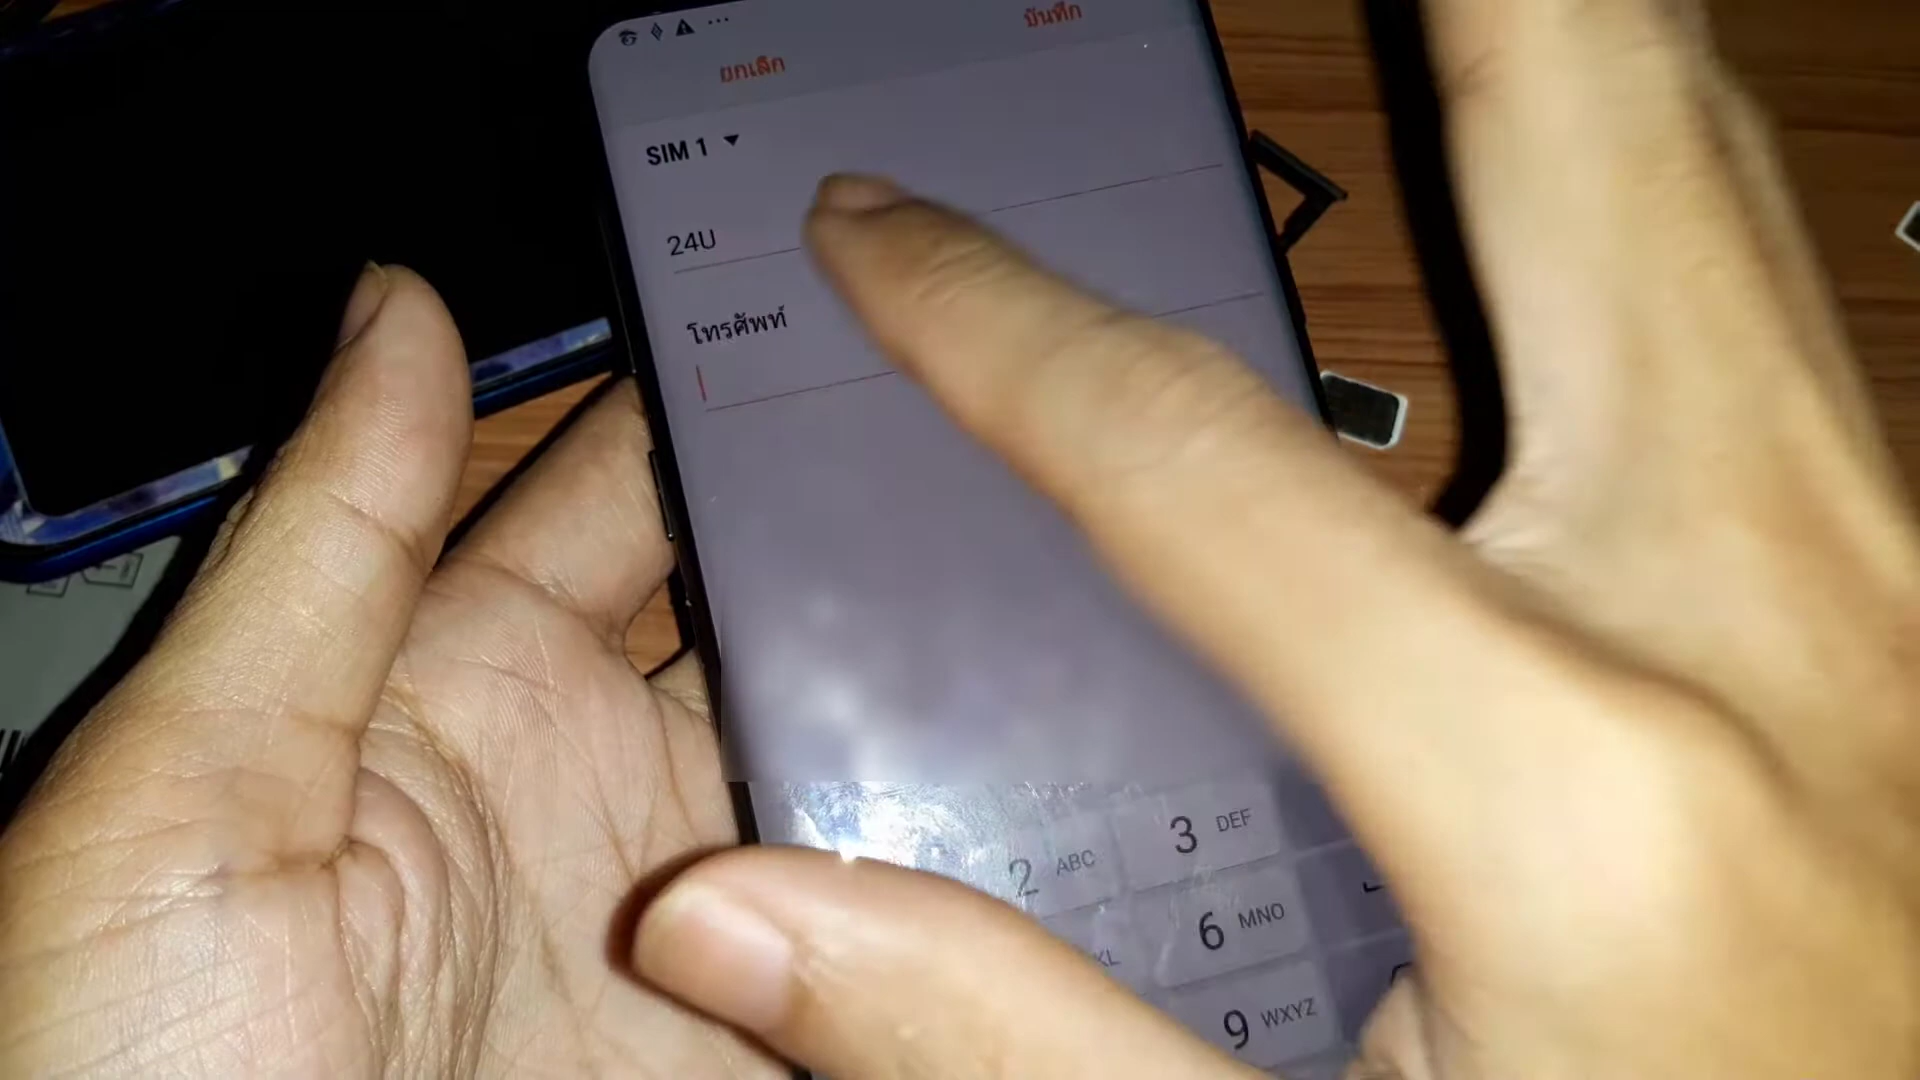 บันทึก
ยกเลิก
SIM 1
24U
โทรศัพท์
2 ABC
3 DEF
6 MNO
9 WXYZ